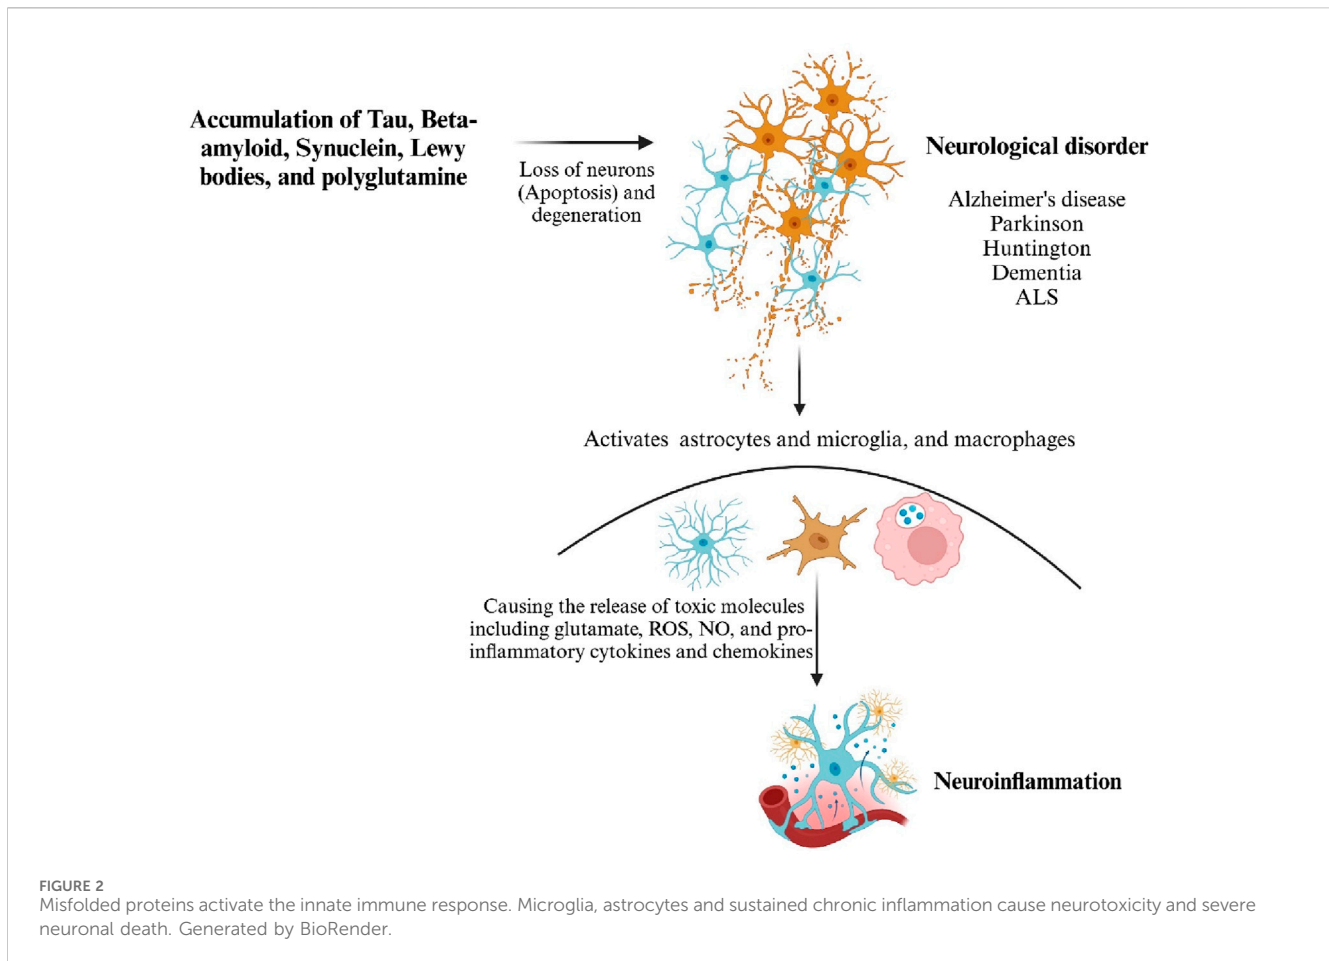 Accumulation of Tau, Beta-
amyloid, Synuclein, Lewy
bodies, and polyglutamine
Loss of neurons
(Apoptosis) and
degeneration
Neurological disorder
Alzheimer's disease
Parkinson
Huntington
Dementia
ALS
Activates astrocytes and microglia, and macrophages
Causing the release of toxic molecules
including glutamate, ROS, NO, and pro-
inflammatory cytokines and chemokines
Neuroinflammation
FIGURE 2
Misfolded proteins activate the innate immune response. Microglia, astrocytes and sustained chronic inflammation cause neurotoxicity and severe
neuronal death. Generated by BioRender.